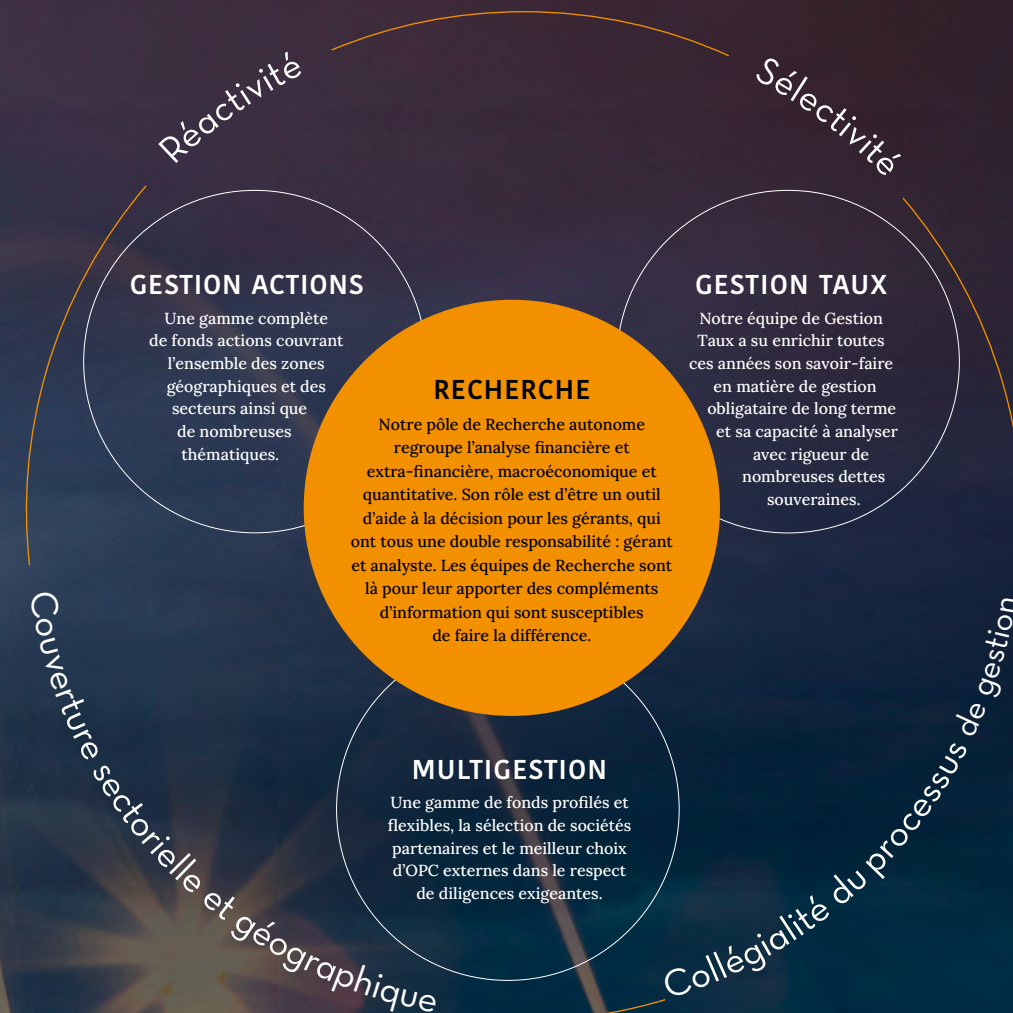 Réactivité
Sélectivité
GESTION ACTIONS
Une gamme complète
de fonds actions couvrant
l’ensemble des zones
géographiques et des
secteurs ainsi que
de nombreuses
thématiques.
GESTION TAUX
Notre équipe de Gestion
Taux a su enrichir toutes
ces années son savoir-faire
en matière de gestion
obligataire de long terme
et sa capacité à analyser
avec rigueur de
nombreuses dettes
souveraines.
RECHERCHE
Notre pôle de Recherche autonome
regroupe l’analyse financière et
extra-financière, macroéconomique et
quantitative. Son rôle est d’être un outil
d’aide à la décision pour les gérants, qui
ont tous une double responsabilité : gérant
et analyste. Les équipes de Recherche sont
là pour leur apporter des compléments
d’information qui sont susceptibles
de faire la différence.
MULTIGESTION
Une gamme de fonds profilés et
flexibles, la sélection de sociétés
partenaires et le meilleur choix
d’OPC externes dans le respect
de diligences exigeantes.
Couverture sectorielle et géographique
Collégialité du processus de gestion